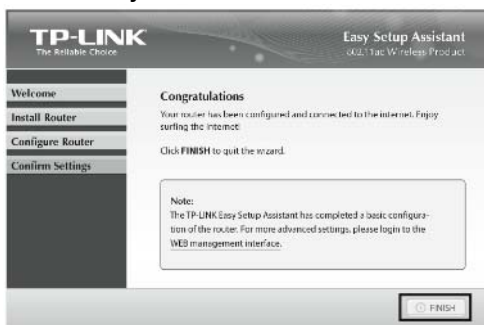 TP-LINK
The Reliable Choice
Easy Setup Assistant
802.11ac Wireless Product
Welcome
Install Router
Configure Router
Confirm Settings
Congratulations
Your router has been configured and connected to the internet. Enjoy
surfing the internet!
Click FINISH to quit the wizard.
Note:
The TP-LINK Easy Setup Assistant has completed a basic configura-
tion of the router. For more advanced settings, please login to the
WEB management interface.
FINISH